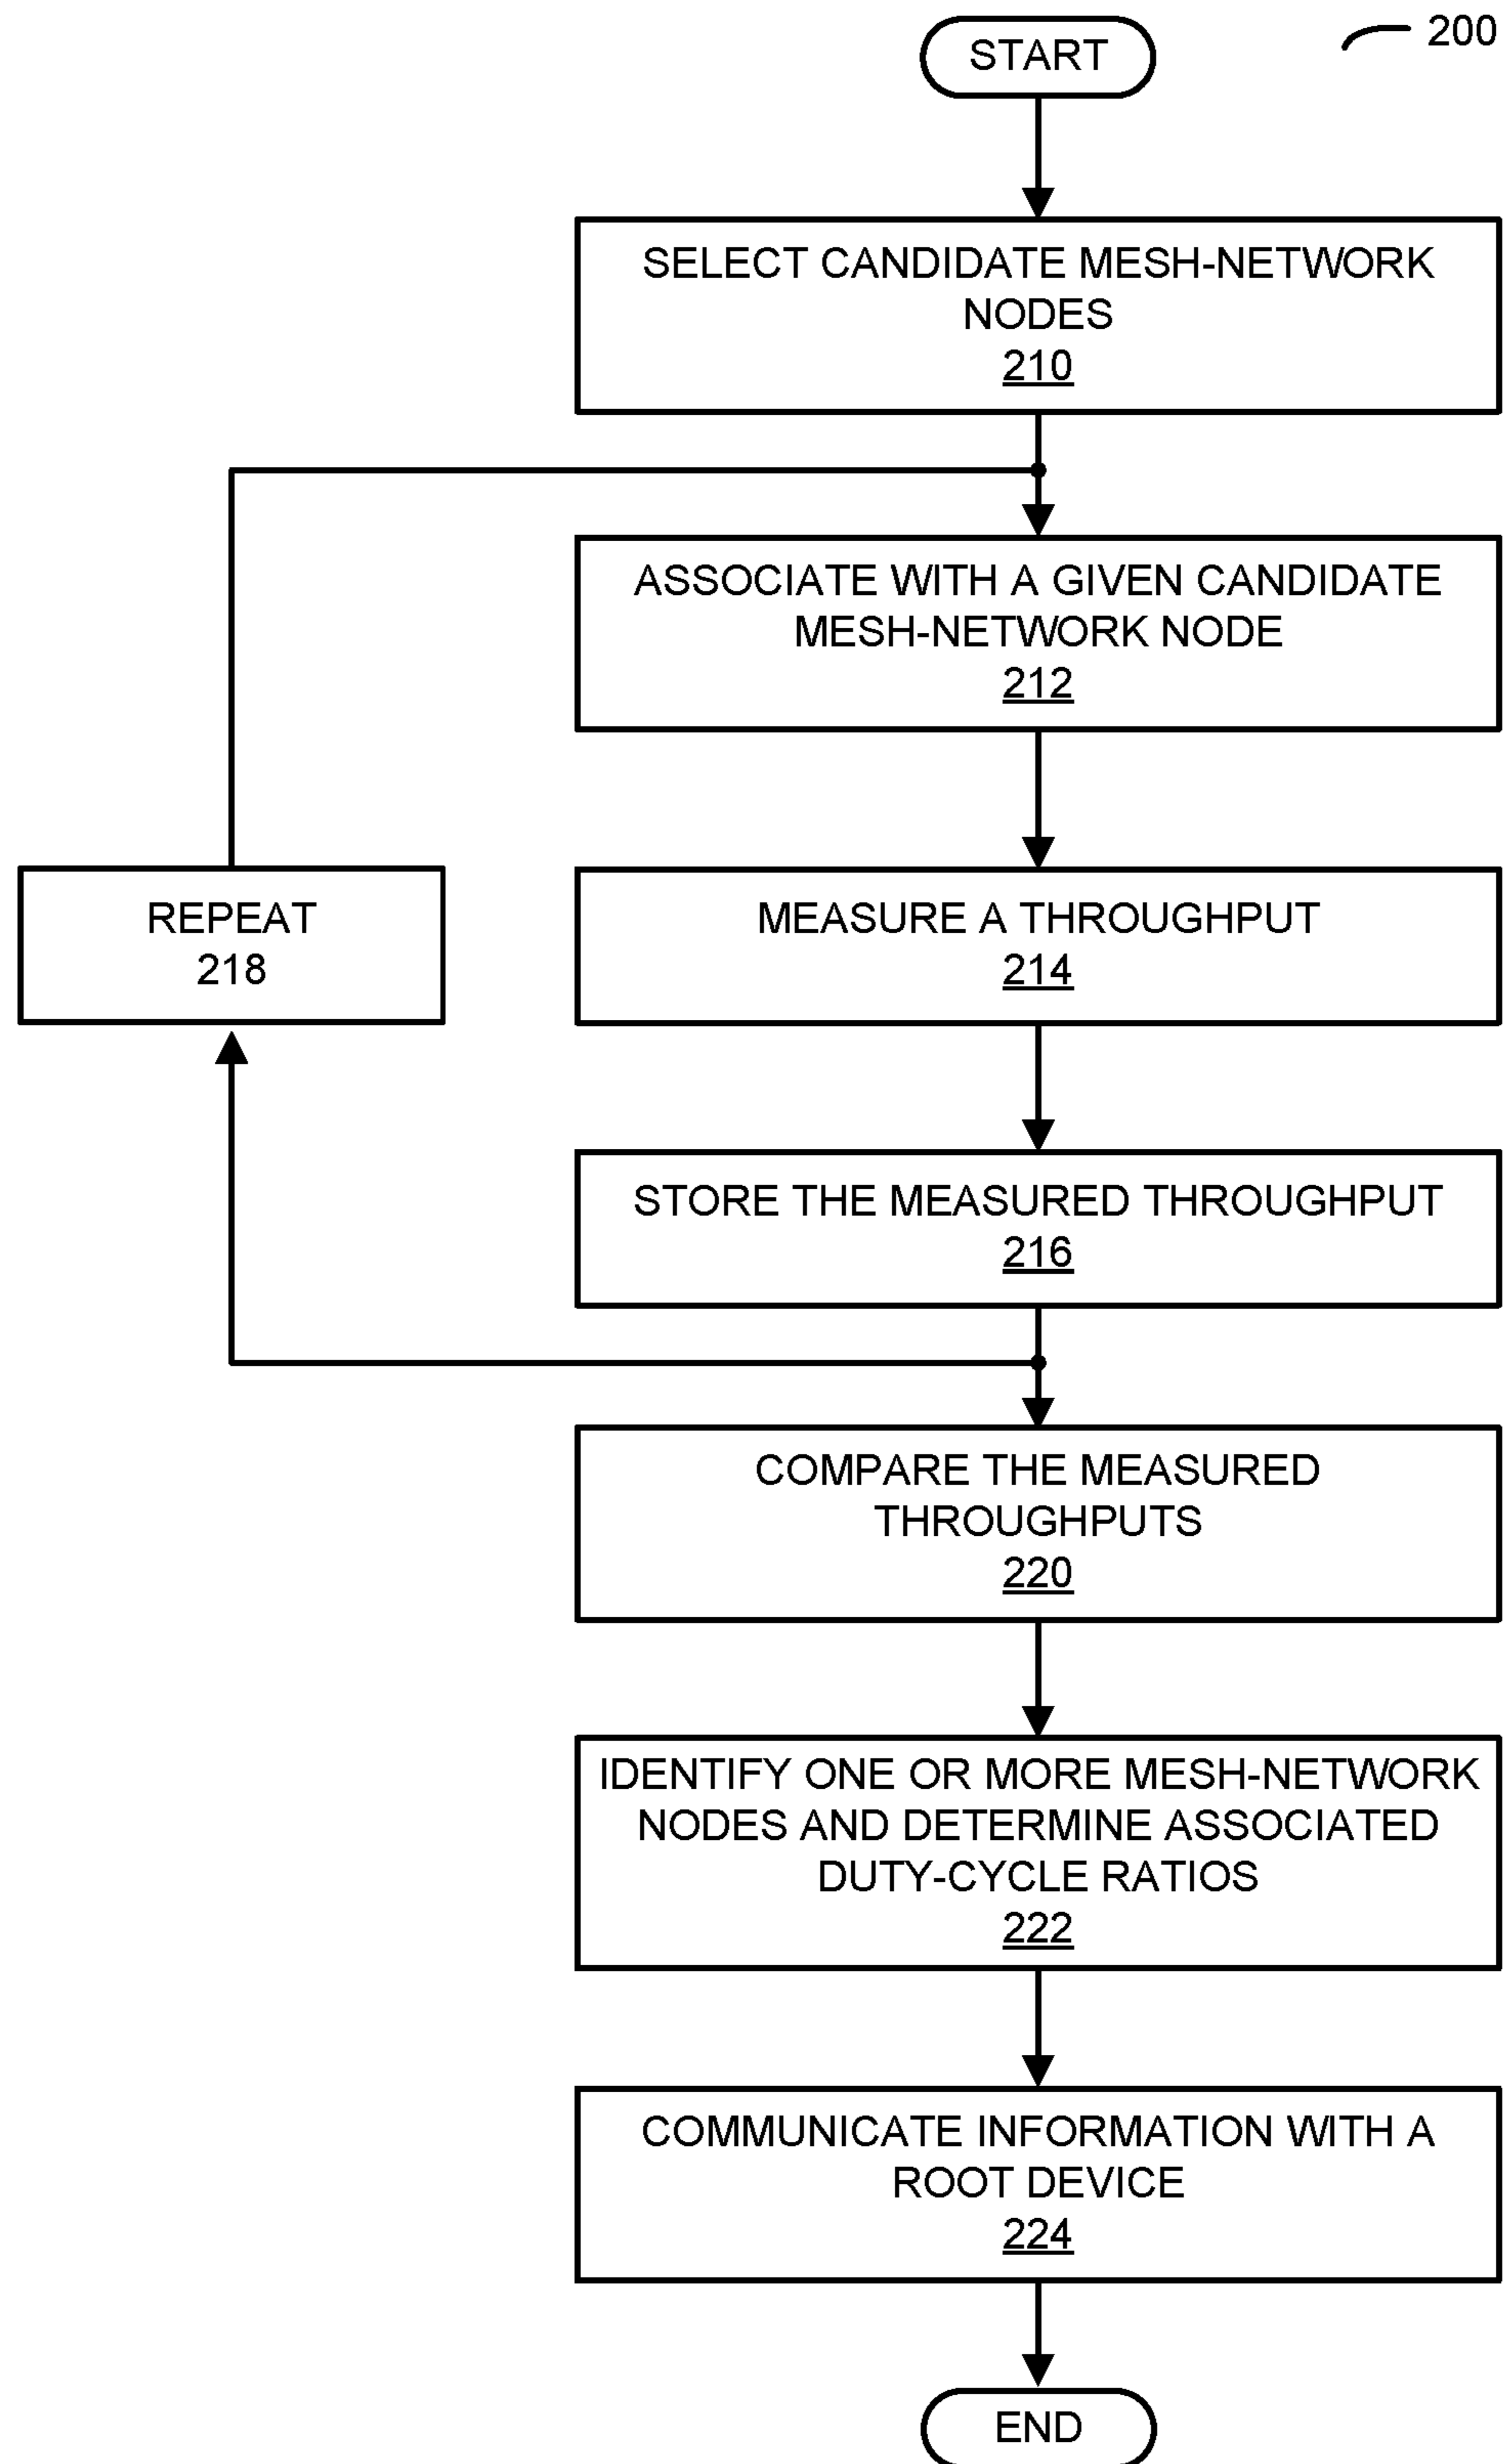 200
START
SELECT CANDIDATE MESH-NETWORK
NODES
210
ASSOCIATE WITH A GIVEN CANDIDATE
MESH-NETWORK NODE
212
MEASURE A THROUGHPUT
214
REPEAT
218
STORE THE MEASURED THROUGHPUT
216
COMPARE THE MEASURED
THROUGHPUTS
220
IDENTIFY ONE OR MORE MESH-NETWORK
NODES AND DETERMINE ASSOCIATED
DUTY-CYCLE RATIOS
222
COMMUNICATE INFORMATION WITH A
ROOT DEVICE
224
END